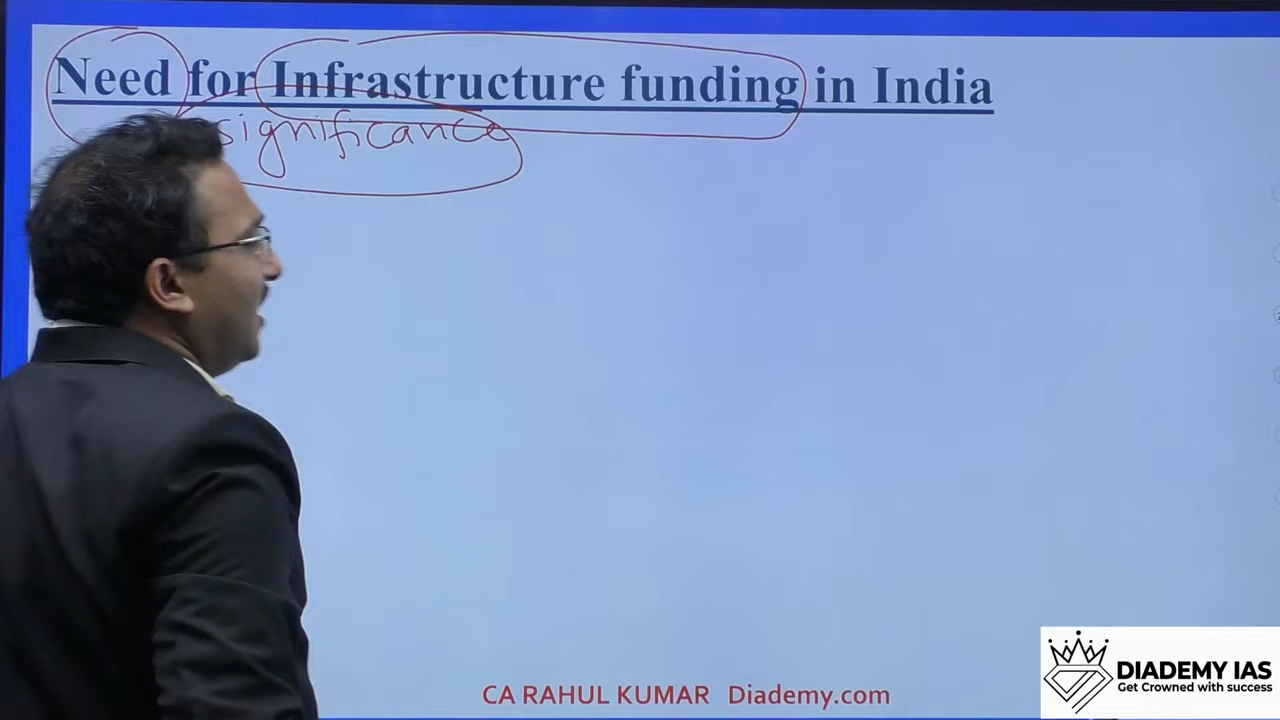 Need for Infrastructure funding in India
significance
CA RAHUL KUMAR Diademy.com
DIADEMY IAS
Get Crowned with success